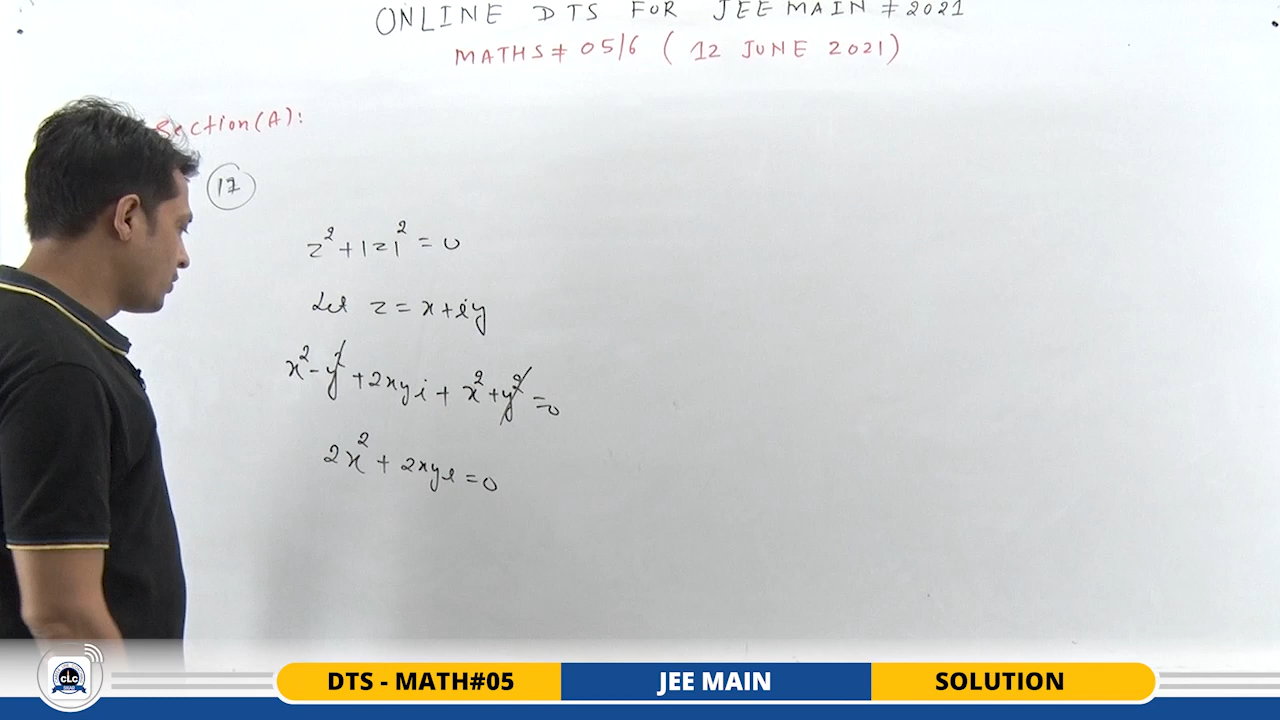 ONLINE DTS FOR JEE MAIN # 2021
MATHS # 05/6 ( 12 JUNE 2021 )
Section (A):
17
z² + |z|² = 0
Let z = x + iy
x² - y² + 2xyi + x² + y² = 0
2x² + 2xyi = 0
CLC
DTS - MATH#05
JEE MAIN
SOLUTION